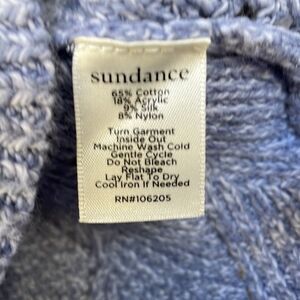 sundance
65% Cotton
18% Acrylic
9% Silk
8% Nylon
Turn Garment
Inside Out
Machine Wash Cold
Gentle Cycle
Do Not Bleach
Reshape
Lay Flat To Dry
Cool Iron If Needed
RN#106205